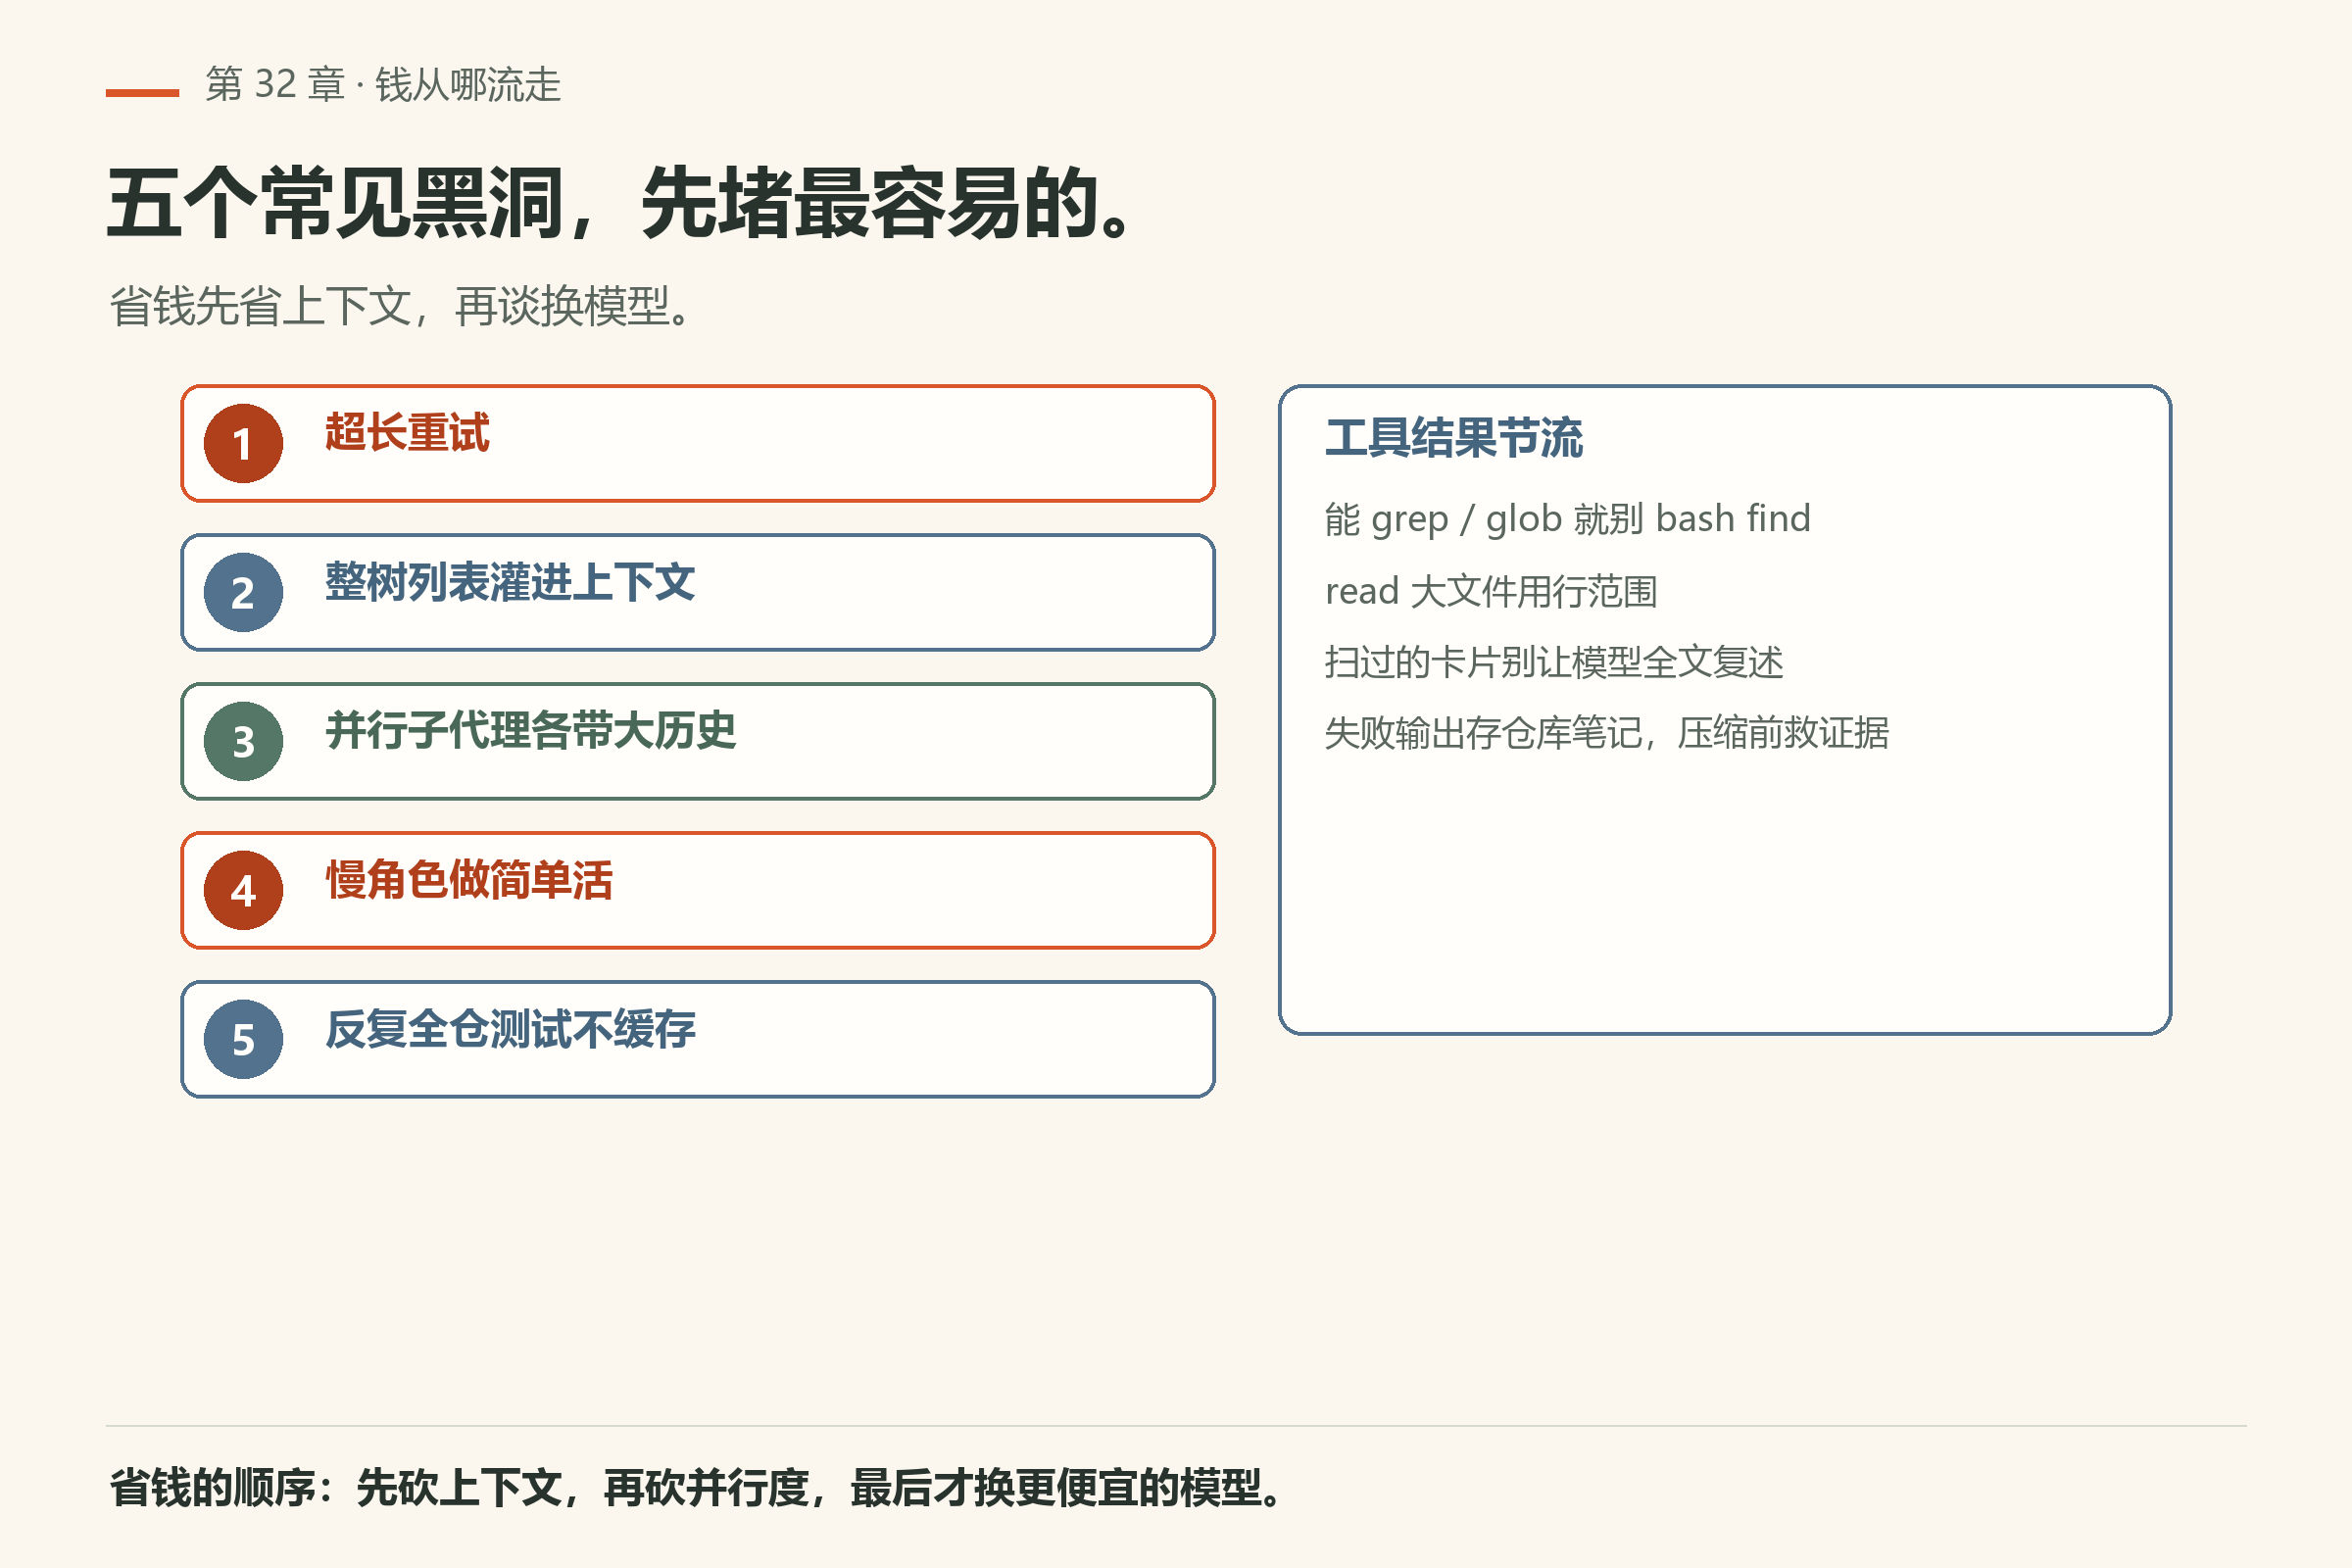 第 32 章 · 钱从哪流走
五个常见黑洞，先堵最容易的。
省钱先省上下文，再谈换模型。
1 超长重试
2 整树列表灌进上下文
3 并行子代理各带大历史
4 慢角色做简单活
5 反复全仓测试不缓存
工具结果节流
能 grep / glob 就别 bash find
read 大文件用行范围
扫过的卡片别让模型全文复述
失败输出存仓库笔记，压缩前救证据
省钱的顺序：先砍上下文，再砍并行度，最后才换更便宜的模型。